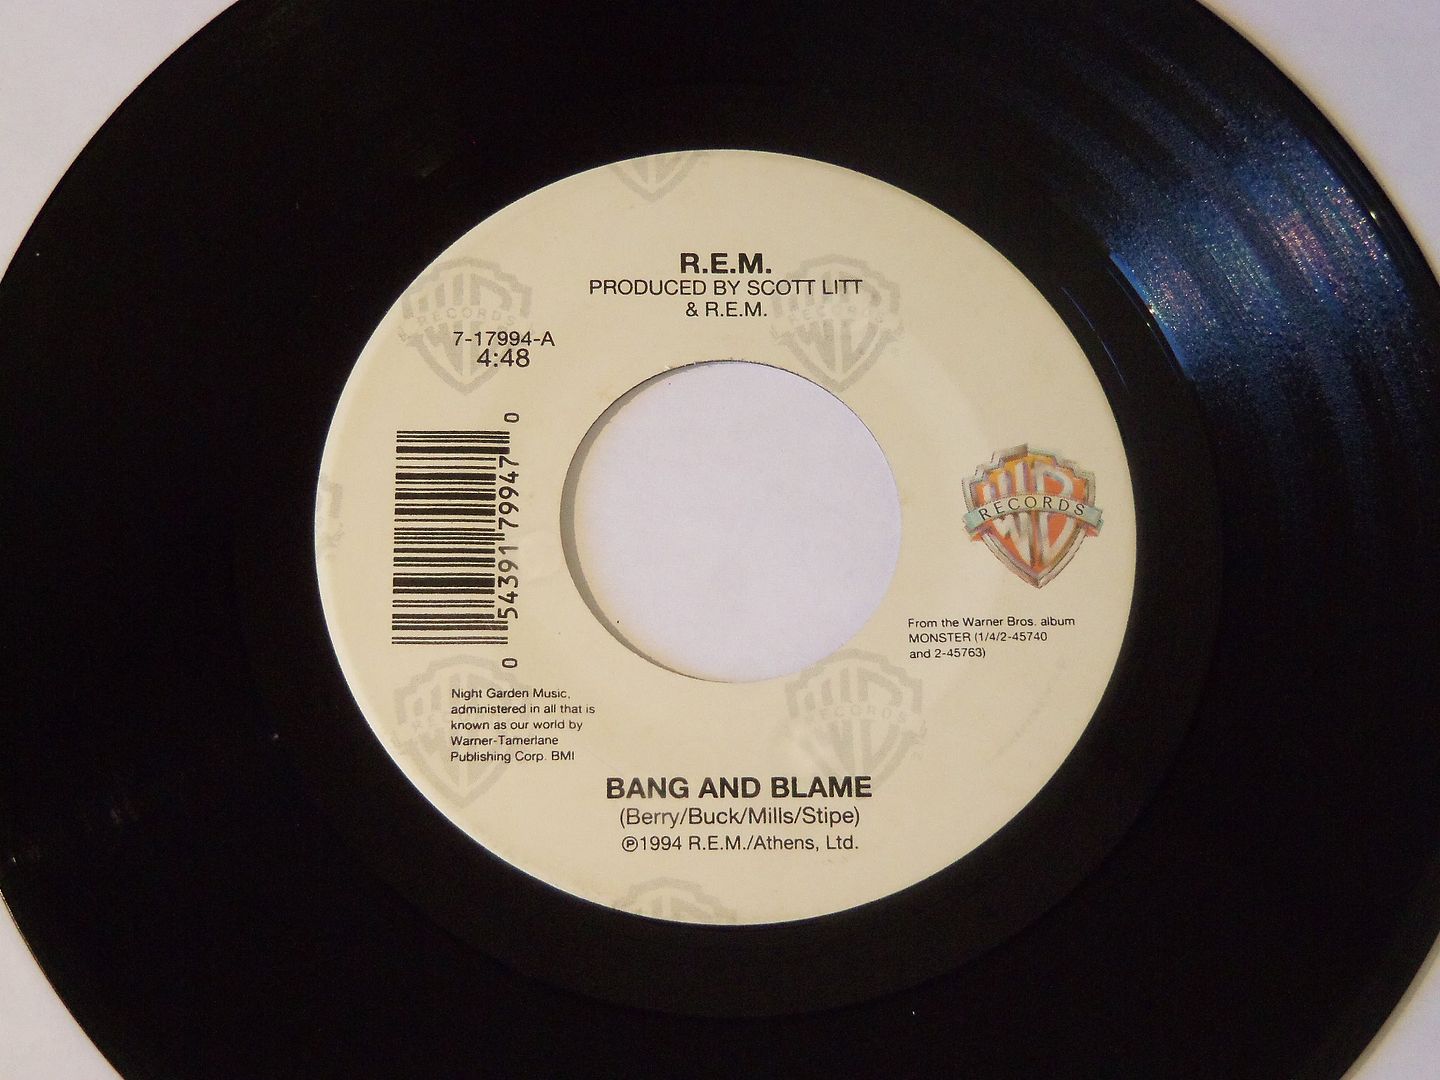 R.E.M.
PRODUCED BY SCOTT LITT
& R.E.M.
7-17994-A
4:48
0 54391 79947 0
WB
RECORDS
From the Warner Bros. album
MONSTER (1/4/2-45740
and 2-45763)
Night Garden Music,
administered in all that is
known as our world by
Warner-Tamerlane
Publishing Corp. BMI
BANG AND BLAME
(Berry/Buck/Mills/Stipe)
℗1994 R.E.M./Athens, Ltd.